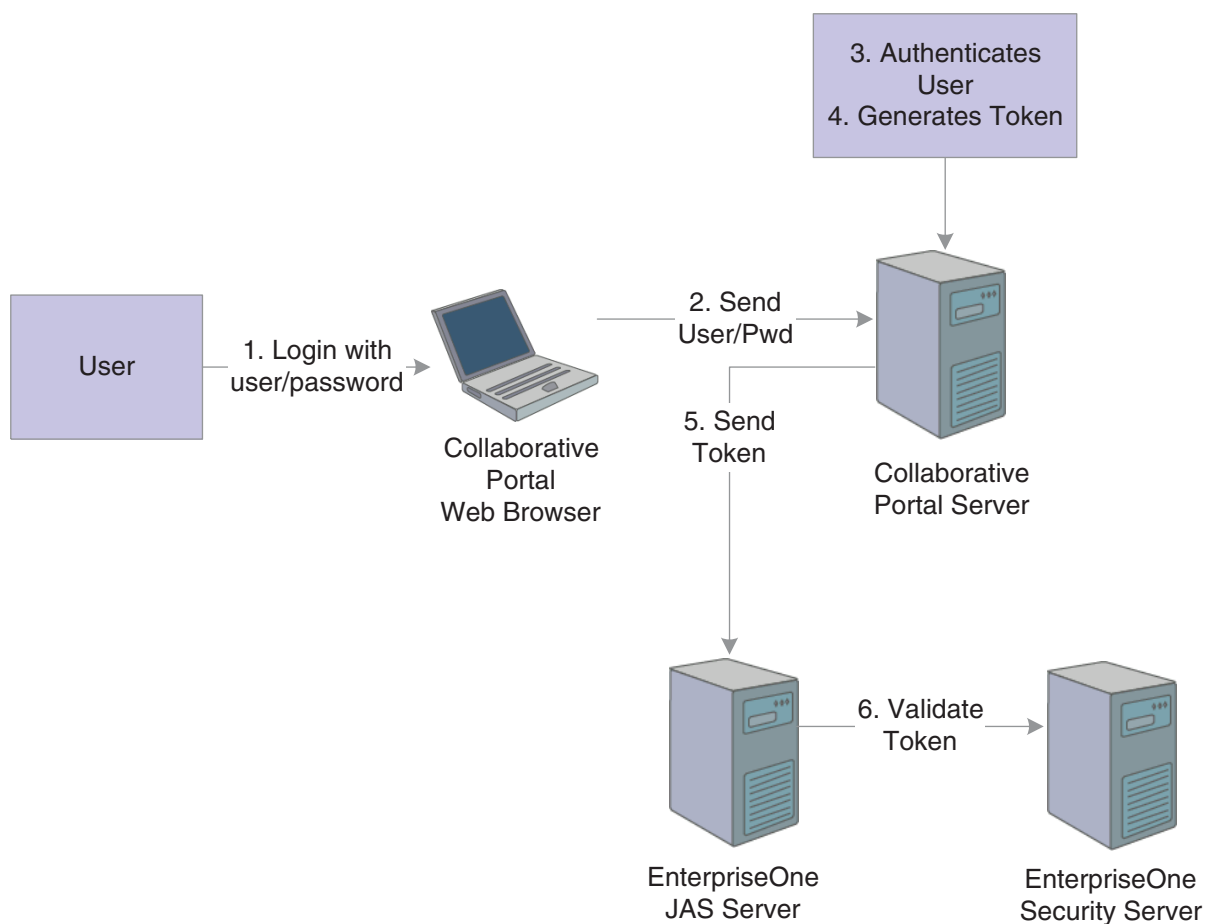 3. Authenticates
User
4. Generates Token
User
1. Login with
user/password
2. Send
User/Pwd
5. Send
Token
Collaborative
Portal
Web Browser
Collaborative
Portal Server
6. Validate
Token
EnterpriseOne
JAS Server
EnterpriseOne
Security Server